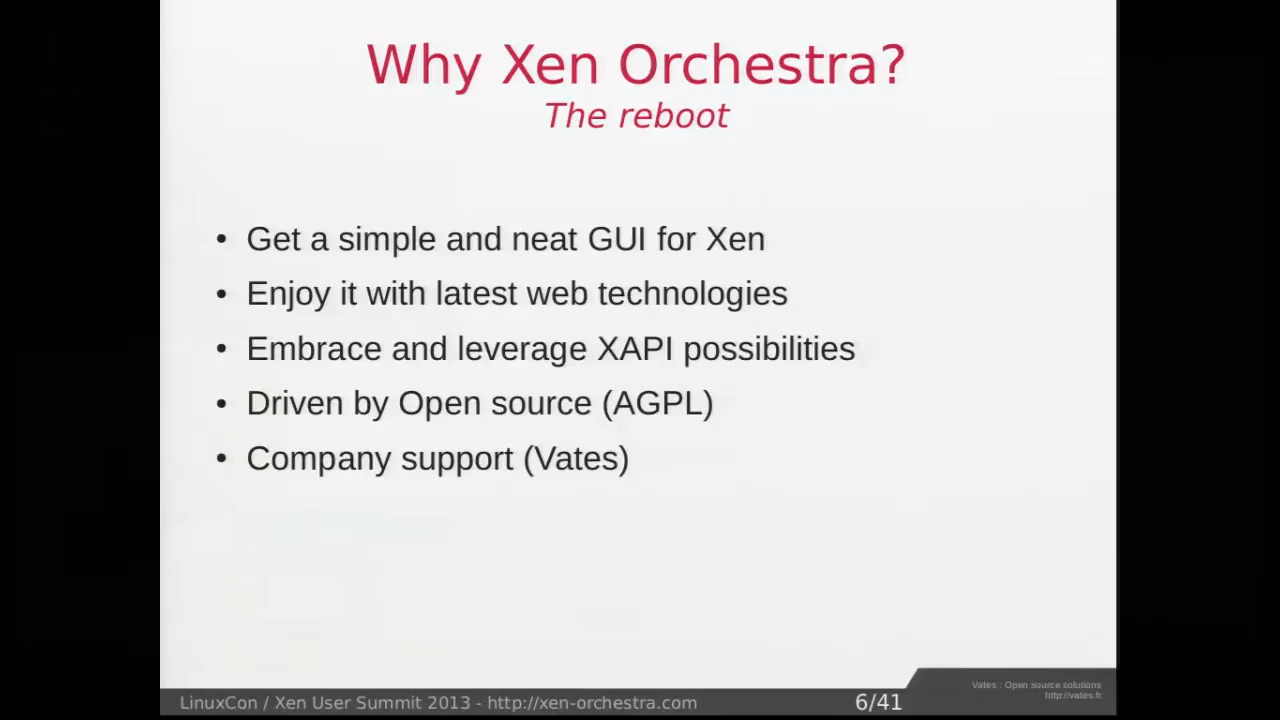 Why Xen Orchestra?
The reboot
• Get a simple and neat GUI for Xen
• Enjoy it with latest web technologies
• Embrace and leverage XAPI possibilities
• Driven by Open source (AGPL)
• Company support (Vates)
Vates : Open source solutions
http://vates.fr
LinuxCon / Xen User Summit 2013 - http://xen-orchestra.com 6/41